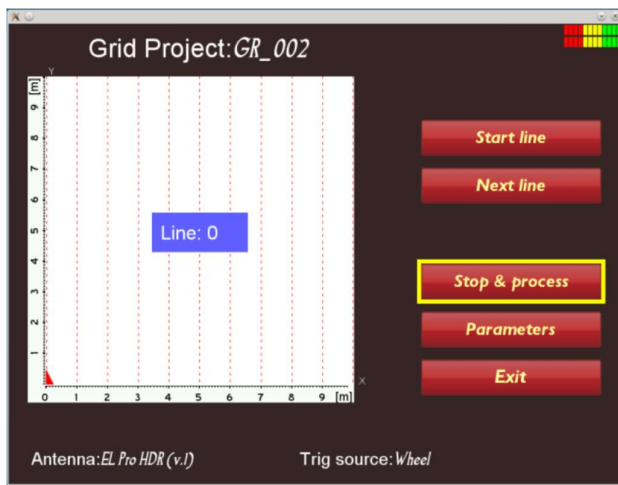 Grid Project:GR_002
Y
[m]
9
8
7
6
5
4
3
2
1
Line: 0
X
0 1 2 3 4 5 6 7 8 9 [m]
Start line
Next line
Stop & process
Parameters
Exit
Antenna:EL Pro HDR (v.1) Trig source:Wheel